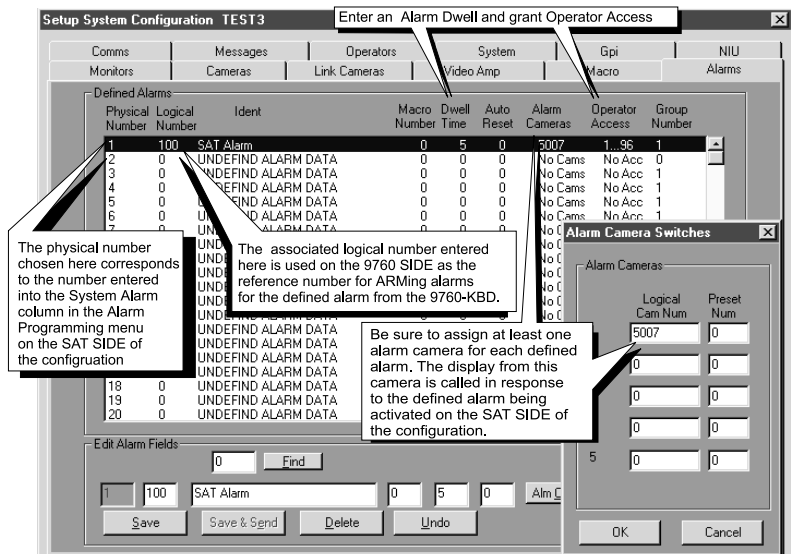 Setup System Configuration TEST3
Enter an Alarm Dwell and grant Operator Access
Comms Messages Operators System Gpi NIU
Monitors Cameras Link Cameras Video Amp Macro Alarms
Defined Alarms
Physical Number Logical Number Ident Macro Number Dwell Time Auto Reset Alarm Cameras Operator Access Group Number
1 100 SAT Alarm 0 5 0 5007 1...96 1
2 0 UNDEFIND ALARM DATA 0 0 0 No Cams No Acc 0
3 0 UNDEFIND ALARM DATA 0 0 0 No Cams No Acc 1
4 0 UNDEFIND ALARM DATA 0 0 0 No Cams No Acc 1
5 0 UNDEFIND ALARM DATA 0 0 0 No Cams No Acc 1
6 0 UNDEFIND ALARM DATA 0 0 0 No Cams No Acc 1
The physical number
chosen here corresponds
to the number entered
into the System Alarm
column in the Alarm
Programming menu
on the SAT SIDE of
the configruation
The associated logical number entered
here is used on the 9760 SIDE as the
reference number for ARMing alarms
for the defined alarm from the 9760-KBD.
Be sure to assign at least one
alarm camera for each defined
alarm. The display from this
camera is called in response
to the defined alarm being
activated on the SAT SIDE of
the configuration.
18 0 UNDEFIND ALARM DATA
19 0 UNDEFIND ALARM DATA
20 0 UNDEFIND ALARM DATA
Edit Alarm Fields
0 Find
1 100 SAT Alarm 0 5 0 Alm
Save Save & Send Delete Undo
Alarm Camera Switches
Alarm Cameras
Logical Cam Num Preset Num
5007 0
0 0
0 0
0 0
5 0 0
OK Cancel